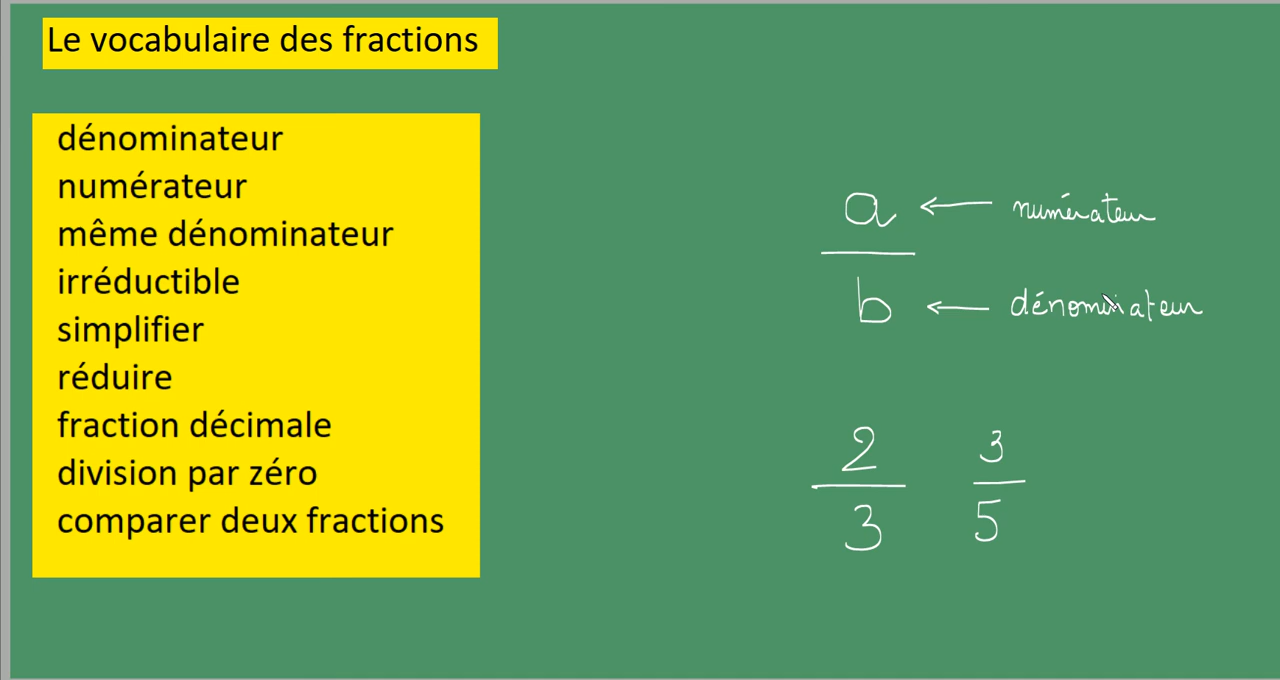 Le vocabulaire des fractions
dénominateur
numérateur
même dénominateur
irréductible
simplifier
réduire
fraction décimale
division par zéro
comparer deux fractions
a ← numérateur
b ← dénominateur
2 3
3 5